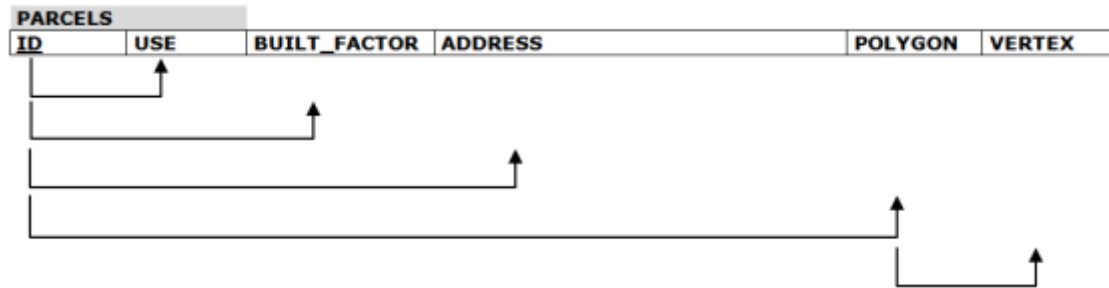 PARCELS
ID USE BUILT_FACTOR ADDRESS POLYGON VERTEX